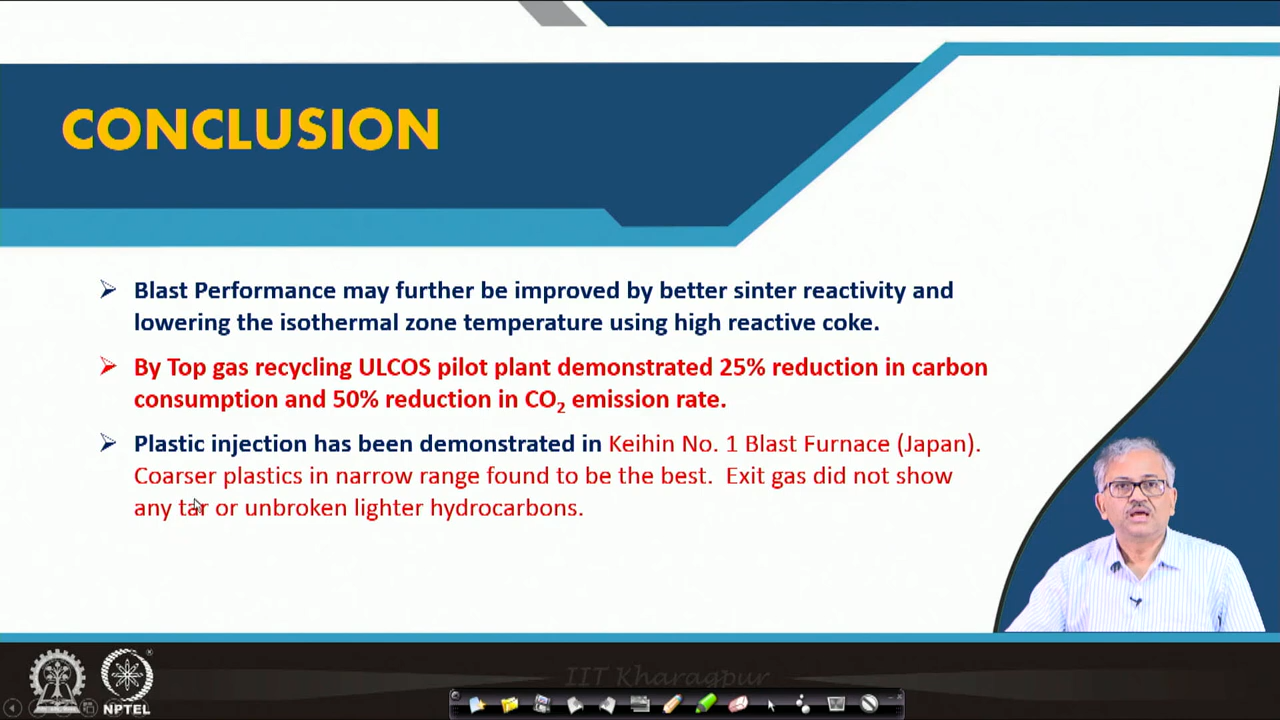 CONCLUSION
Blast Performance may further be improved by better sinter reactivity and
lowering the isothermal zone temperature using high reactive coke.
By Top gas recycling ULCOS pilot plant demonstrated 25% reduction in carbon
consumption and 50% reduction in CO₂ emission rate.
Plastic injection has been demonstrated in Keihin No. 1 Blast Furnace (Japan).
Coarser plastics in narrow range found to be the best. Exit gas did not show
any tar or unbroken lighter hydrocarbons.
IIT Kharagpur
NPTEL